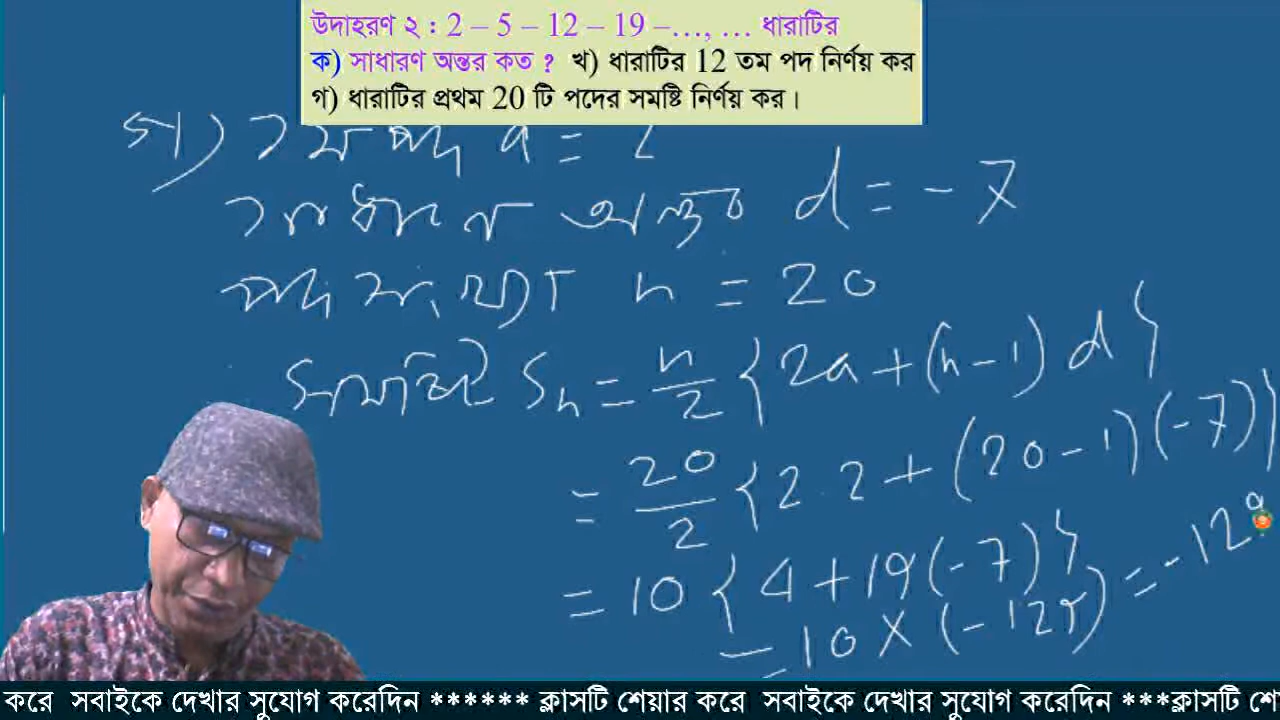 উদাহরণ ২ : 2 – 5 – 12 – 19 –…, … ধারাটির
ক) সাধারণ অন্তর কত ? খ) ধারাটির 12 তম পদ নির্ণয় কর
গ) ধারাটির প্রথম 20 টি পদের সমষ্টি নির্ণয় কর।
গ) ১ম পদ a = 2
সাধারণ অন্তর d = - 7
পদ সংখ্যা n = 20
সমষ্টি Sn = n/2 {2a + (n - 1) d}
= 20/2 {2.2 + (20 - 1)(-7)}
= 10 {4 + 19(-7)}
= 10 × (-129) = -129
করে সবাইকে দেখার সুযোগ করেদিন ****** ক্লাসটি শেয়ার করে সবাইকে দেখার সুযোগ করেদিন ***ক্লাসটি শে